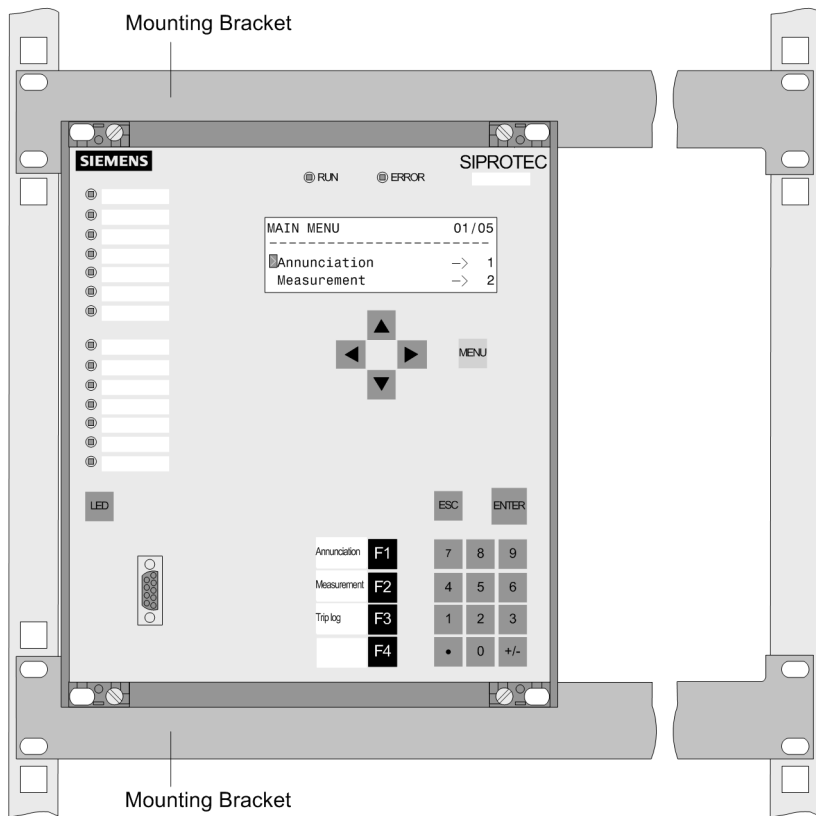 Mounting Bracket
SIEMENS
SIPROTEC
RUN
ERROR
MAIN MENU 01/05
--------------------
Annunciation —> 1
Measurement —> 2
MENU
LED
ESC
ENTER
Annunciation F1
7 8 9
Measurement F2
4 5 6
Trip log F3
1 2 3
F4
• 0 +/-
Mounting Bracket